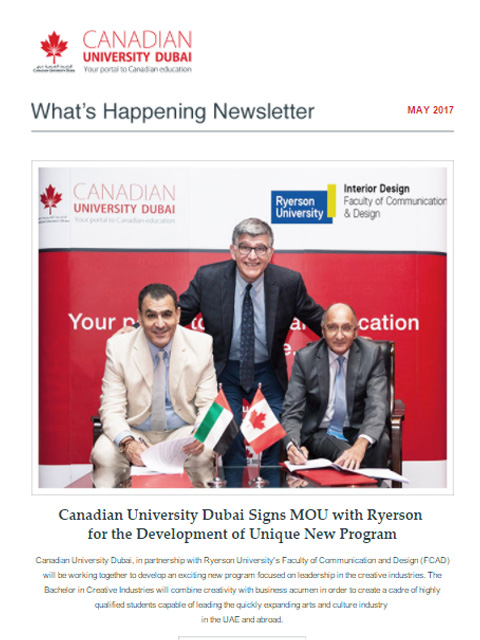 CANADIAN
UNIVERSITY DUBAI
Your portal to Canadian education
CANADIAN UNIVERSITY DUBAI
What's Happening Newsletter
MAY 2017
CANADIAN
UNIVERSITY DUBAI
Your portal to Canadian education
Ryerson
University
Interior Design
Faculty of Communication
& Design
Your p to an cation
Canadian University Dubai Signs MOU with Ryerson
for the Development of Unique New Program
Canadian University Dubai, in partnership with Ryerson University's Faculty of Communication and Design (FCAD)
will be working together to develop an exciting new program focused on leadership in the creative industries. The
Bachelor in Creative Industries will combine creativity with business acumen in order to create a cadre of highly
qualified students capable of leading the quickly expanding arts and culture industry
in the UAE and abroad.